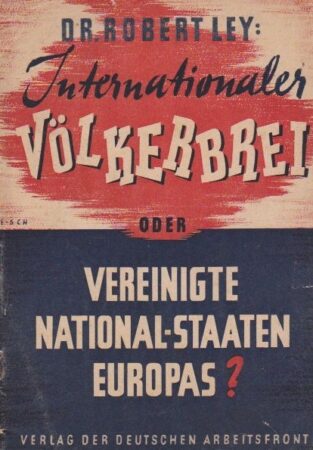 DR. ROBERT LEY:
Internationaler
VÖLKERBREI
ODER
VEREINIGTE
NATIONAL-STAATEN
EUROPAS?
VERLAG DER DEUTSCHEN ARBEITSFRONT